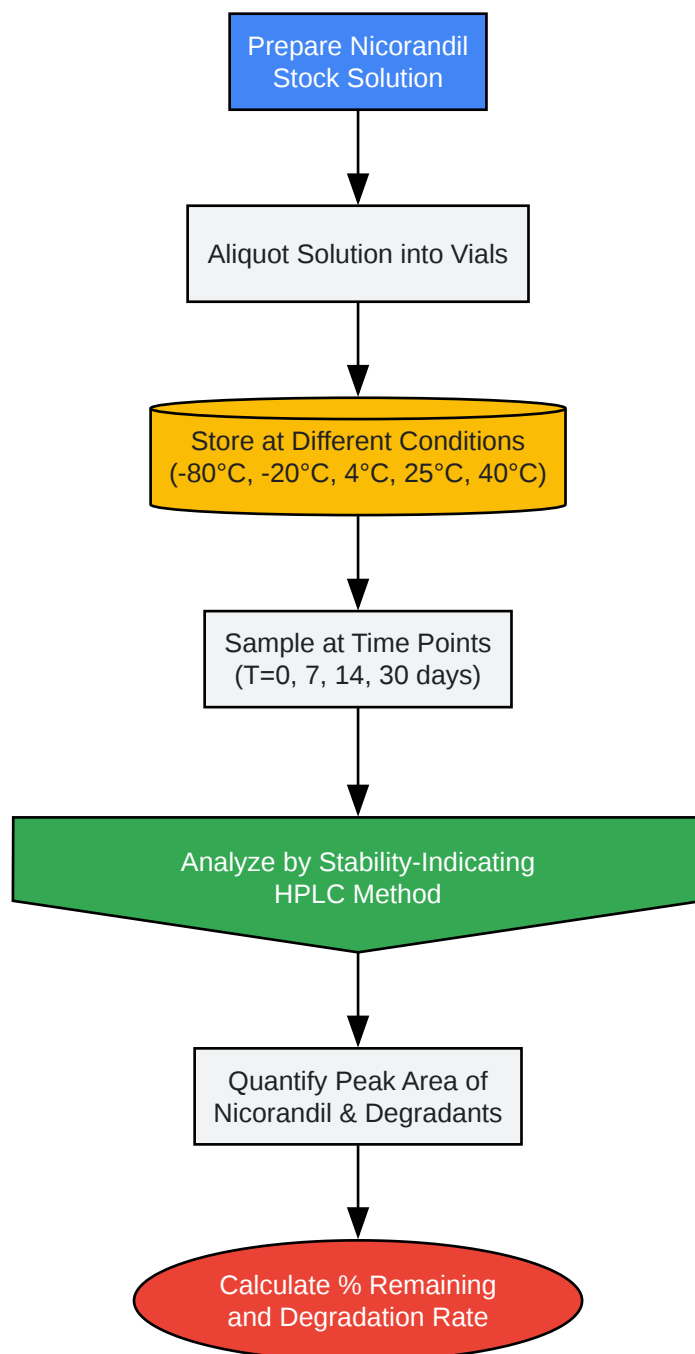 Prepare Nicorandil
Stock Solution
Aliquot Solution into Vials
Store at Different Conditions
(-80°C, -20°C, 4°C, 25°C, 40°C)
Sample at Time Points
(T=0, 7, 14, 30 days)
Analyze by Stability-Indicating
HPLC Method
Quantify Peak Area of
Nicorandil & Degradants
Calculate % Remaining
and Degradation Rate